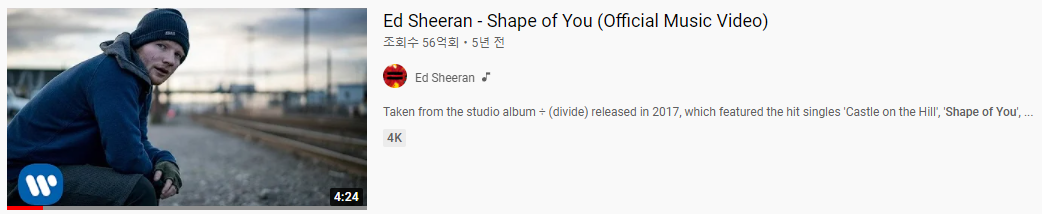 Ed Sheeran - Shape of You (Official Music Video)
조회수 56억회 • 5년 전
Ed Sheeran
Taken from the studio album ÷ (divide) released in 2017, which featured the hit singles 'Castle on the Hill', 'Shape of You', ...
4K
4:24